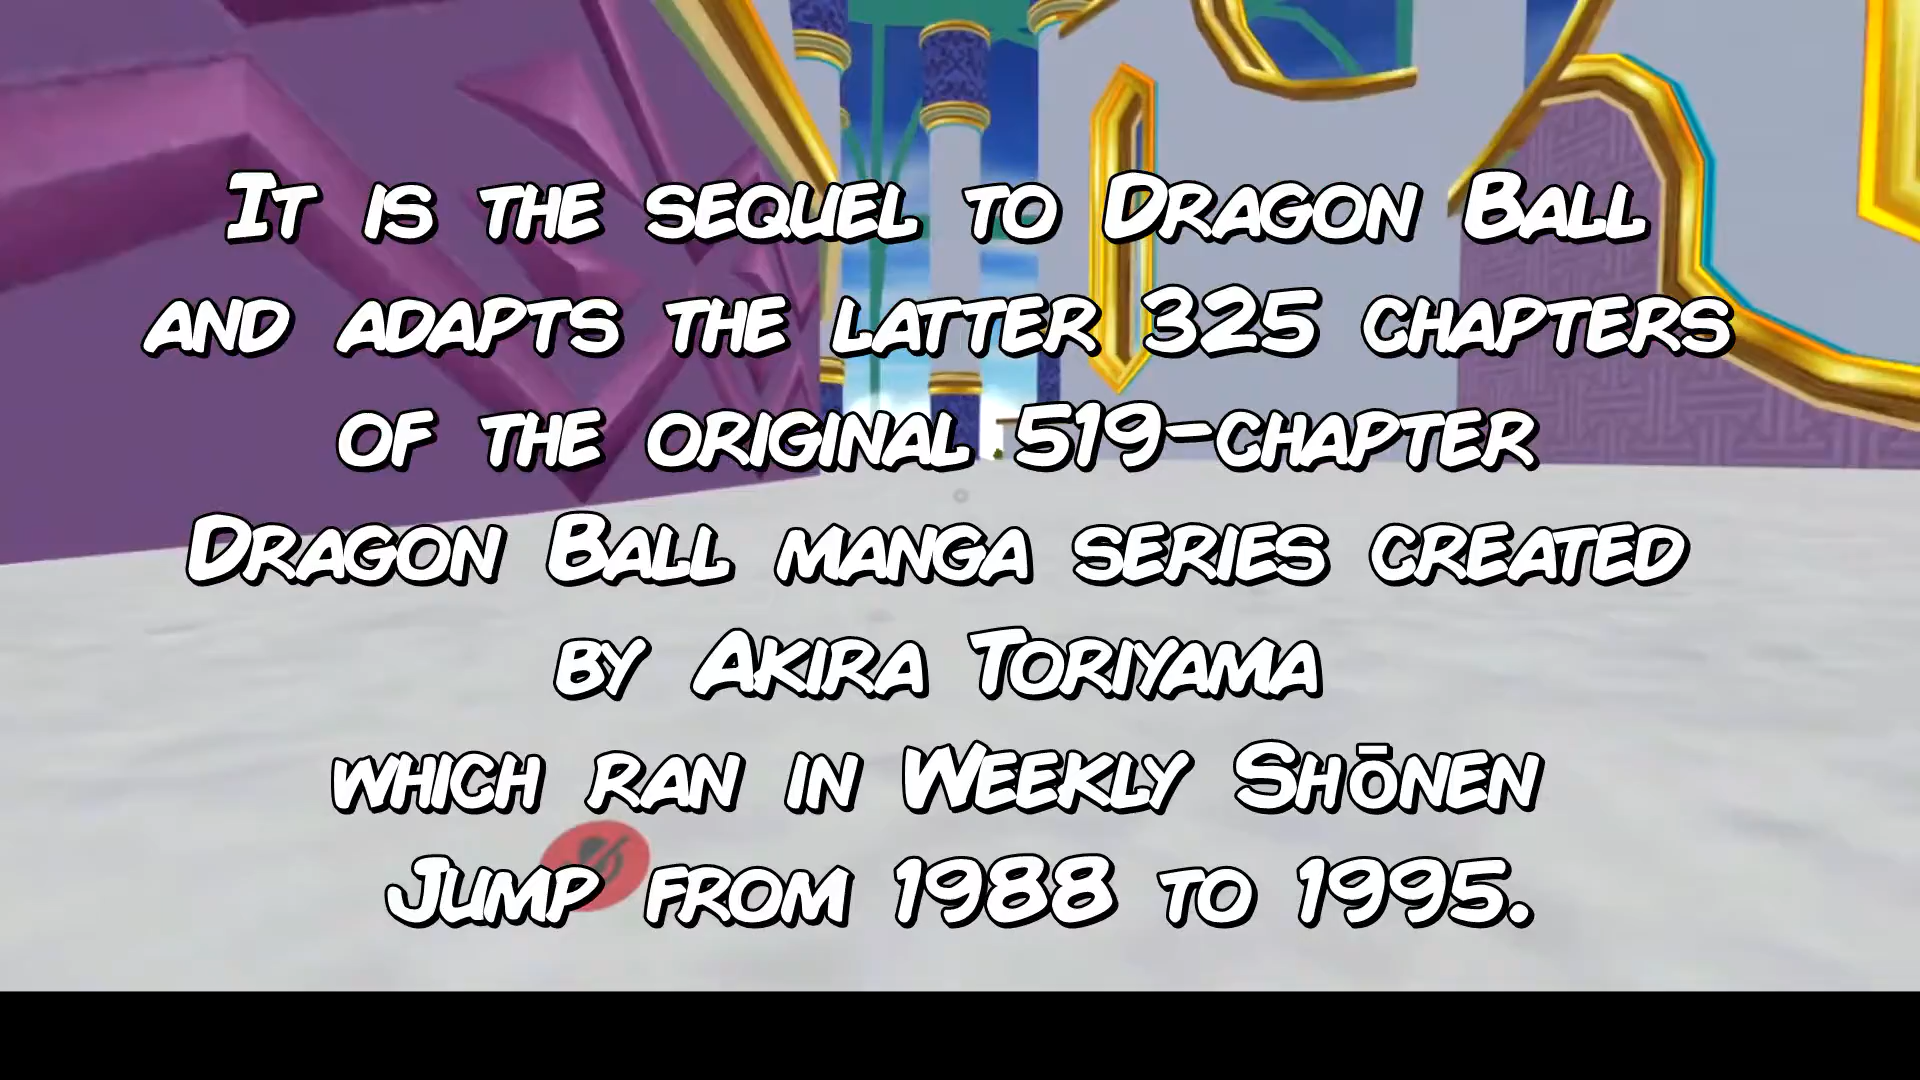 It is the sequel to Dragon Ball
and adapts the latter 325 chapters
of the original 519-chapter
Dragon Ball manga series created
by Akira Toriyama
which ran in Weekly Shōnen
Jump from 1988 to 1995.